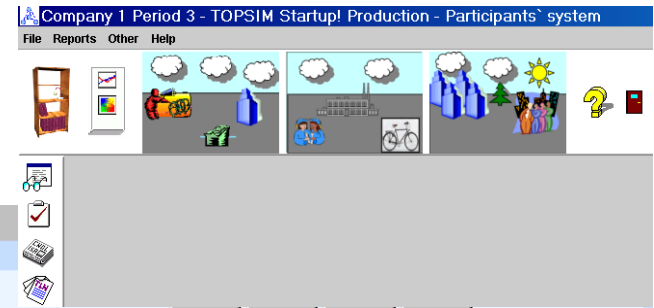 Company 1 Period 3 - TOPSIM Startup! Production - Participants` system
File Reports Other Help